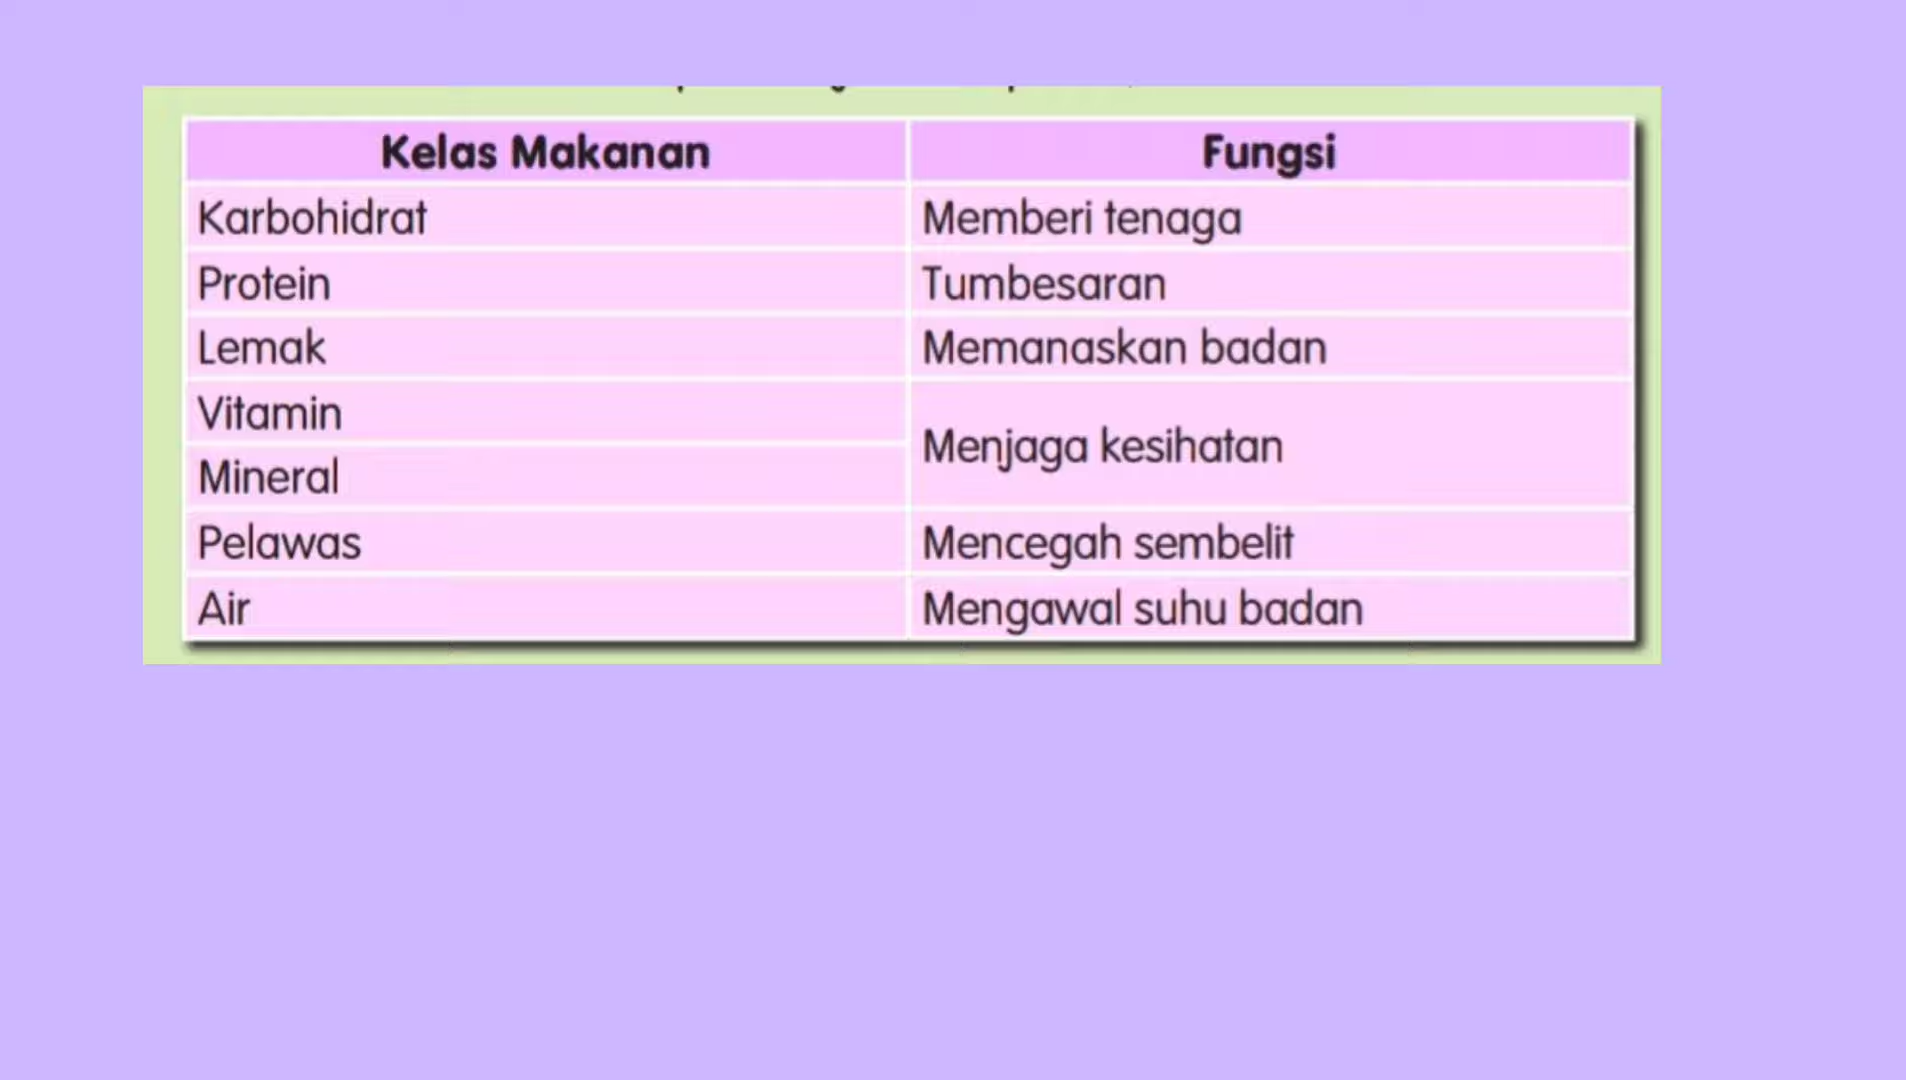 Kelas Makanan Fungsi
Karbohidrat Memberi tenaga
Protein Tumbesaran
Lemak Memanaskan badan
Vitamin
Menjaga kesihatan
Mineral
Pelawas Mencegah sembelit
Air Mengawal suhu badan